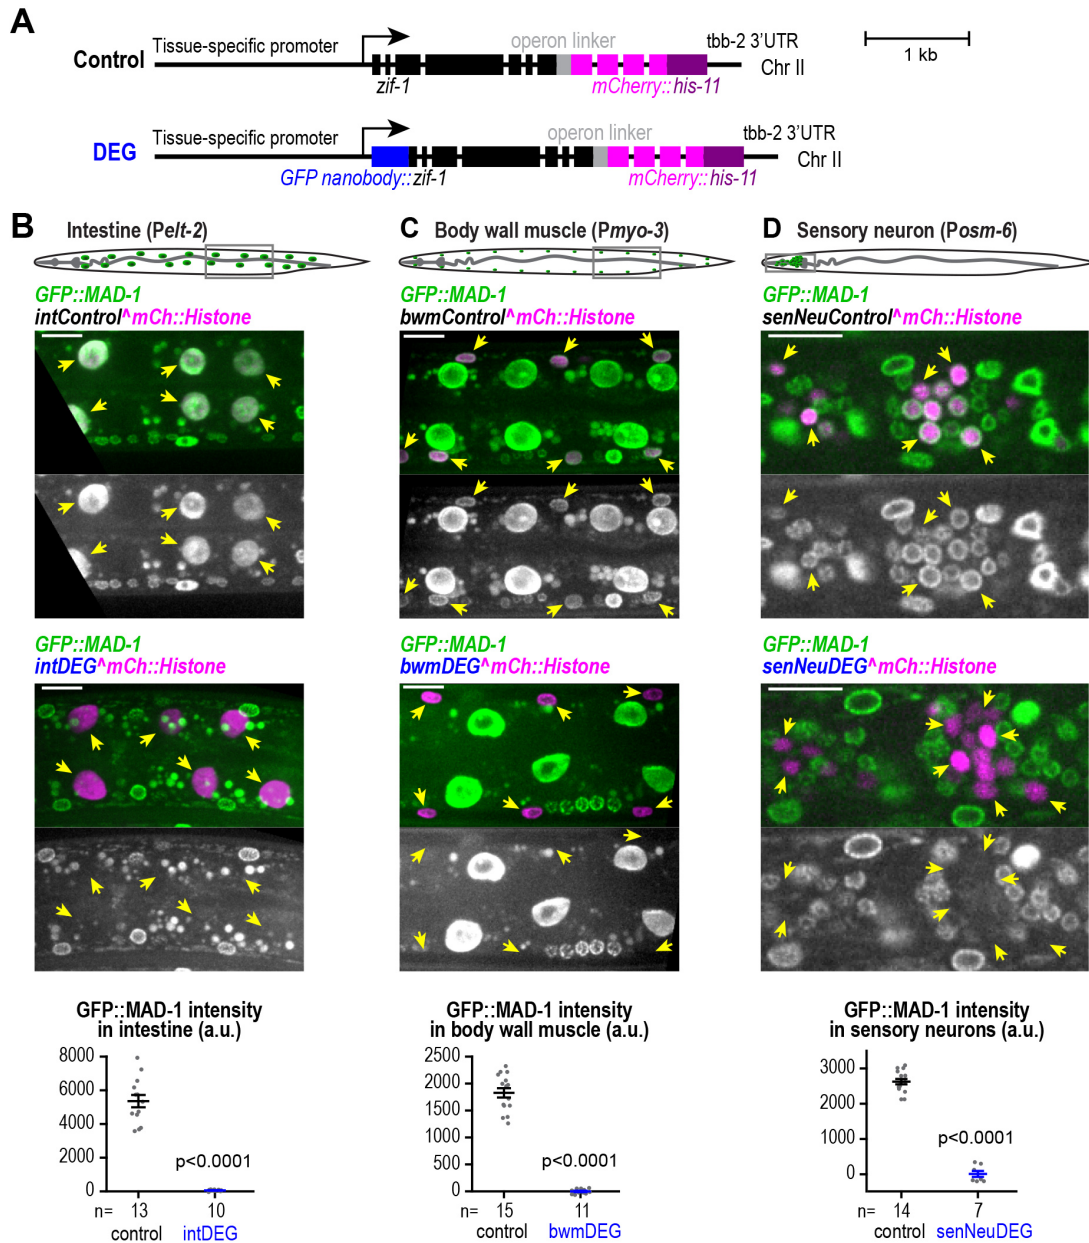 A
Control
Tissue-specific promoter
operon linker
tbb-2 3’UTR
Chr II
1 kb
zif-1
mCherry::his-11
DEG
Tissue-specific promoter
operon linker
tbb-2 3’UTR
Chr II
GFP nanobody::zif-1
mCherry::his-11
B Intestine (Pelt-2)
GFP::MAD-1
intControl^mCh::Histone
GFP::MAD-1
intDEG^mCh::Histone
GFP::MAD-1 intensity
in intestine (a.u.)
8000
6000
4000
2000
0
p<0.0001
n= 13 10
control intDEG
C Body wall muscle (Pmyo-3)
GFP::MAD-1
bwmControl^mCh::Histone
GFP::MAD-1
bwmDEG^mCh::Histone
GFP::MAD-1 intensity
in body wall muscle (a.u.)
2500
2000
1500
1000
500
0
p<0.0001
n= 15 11
control bwmDEG
D Sensory neuron (Posm-6)
GFP::MAD-1
senNeuControl^mCh::Histone
GFP::MAD-1
senNeuDEG^mCh::Histone
GFP::MAD-1 intensity
in sensory neurons (a.u.)
3000
2000
3000
0
p<0.0001
n= 14 7
control senNeuDEG